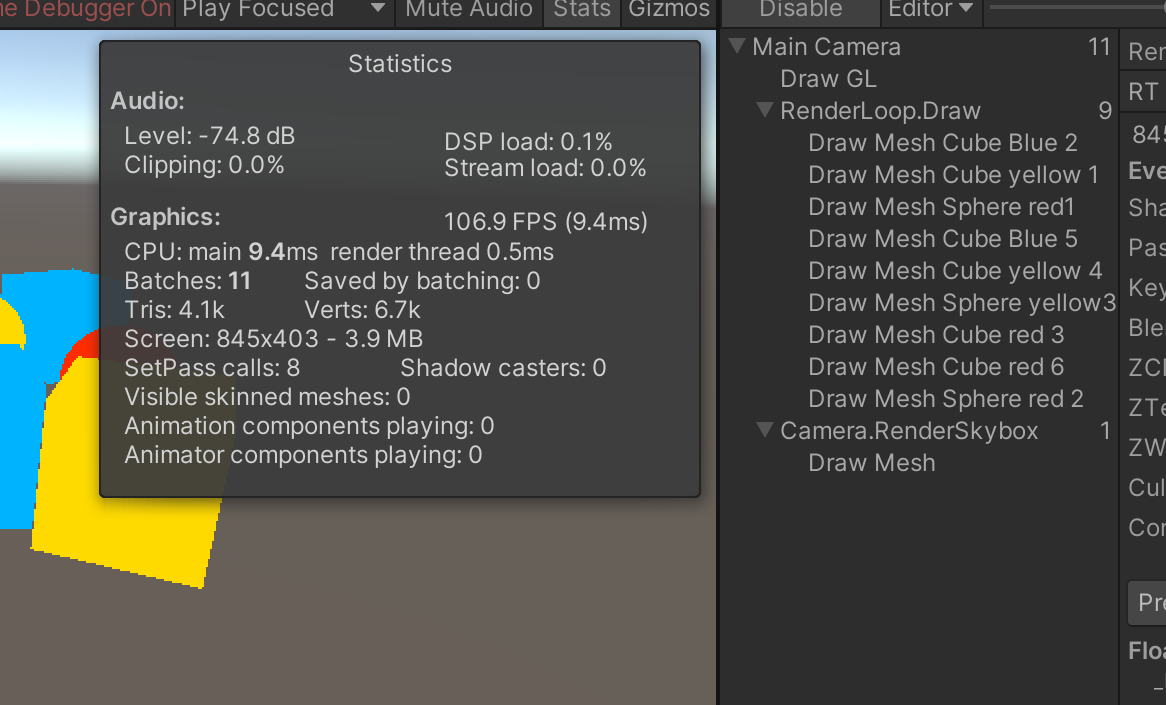 ne Debugger On Play Focused Mute Audio Stats Gizmos Disable Editor
Statistics
Audio:
Level: -74.8 dB DSP load: 0.1%
Clipping: 0.0% Stream load: 0.0%
Graphics: 106.9 FPS (9.4ms)
CPU: main 9.4ms render thread 0.5ms
Batches: 11 Saved by batching: 0
Tris: 4.1k Verts: 6.7k
Screen: 845x403 - 3.9 MB
SetPass calls: 8 Shadow casters: 0
Visible skinned meshes: 0
Animation components playing: 0
Animator components playing: 0
Main Camera 11
Draw GL
RenderLoop.Draw 9
Draw Mesh Cube Blue 2
Draw Mesh Cube yellow 1
Draw Mesh Sphere red1
Draw Mesh Cube Blue 5
Draw Mesh Cube yellow 4
Draw Mesh Sphere yellow3
Draw Mesh Cube red 3
Draw Mesh Cube red 6
Draw Mesh Sphere red 2
Camera.RenderSkybox 1
Draw Mesh
Ren
RT
845
Eve
Sha
Pas
Key
Ble
ZCl
ZTe
ZW
Cul
Con
Pre
Floa